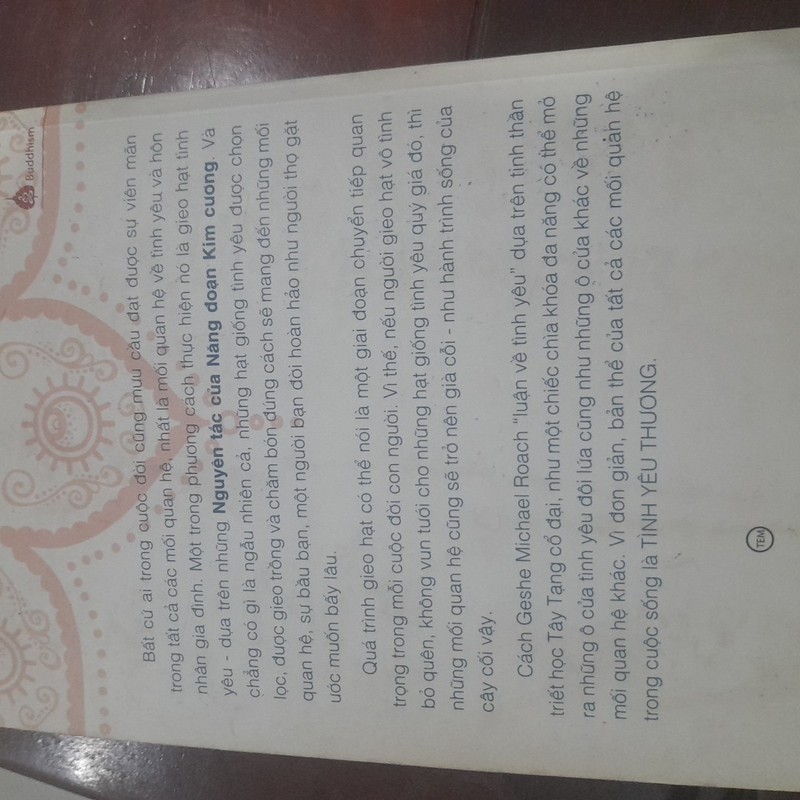 Buddhism
Bất cứ ai trong cuộc đời cũng mưu cầu đạt được sự viên mãn
trong tất cả các mối quan hệ, nhất là mối quan hệ về tình yêu và hôn
nhân gia đình. Một trong phương cách thực hiện nó là gieo hạt tình
yêu - dựa trên những Nguyên tắc của Năng đoạn Kim cương. Và
chẳng có gì là ngẫu nhiên cả, những hạt giống tình yêu được chọn
lọc, được gieo trồng và chăm bón đúng cách sẽ mang đến những mối
quan hệ, sự bầu bạn, một người bạn đời hoàn hảo như người thợ gặt
ước muốn bấy lâu.
Quá trình gieo hạt có thể nói là một giai đoạn chuyển tiếp quan
trọng trong mỗi cuộc đời con người. Vì thế, nếu người gieo hạt vô tình
bỏ quên, không vun tưới cho những hạt giống tình yêu quý giá đó, thì
những mối quan hệ cũng sẽ trở nên già cỗi - như hành trình sống của
cây cối vậy.
Cách Geshe Michael Roach "luận về tình yêu" dựa trên tinh thần
triết học Tây Tạng cổ đại, như một chiếc chìa khóa đa năng có thể mở
ra những ô cửa tình yêu đôi lứa cũng như những ô cửa khác về những
mối quan hệ khác. Vì đơn giản, bản thể của tất cả các mối quan hệ
trong cuộc sống là TÌNH YÊU THƯƠNG.
TEM